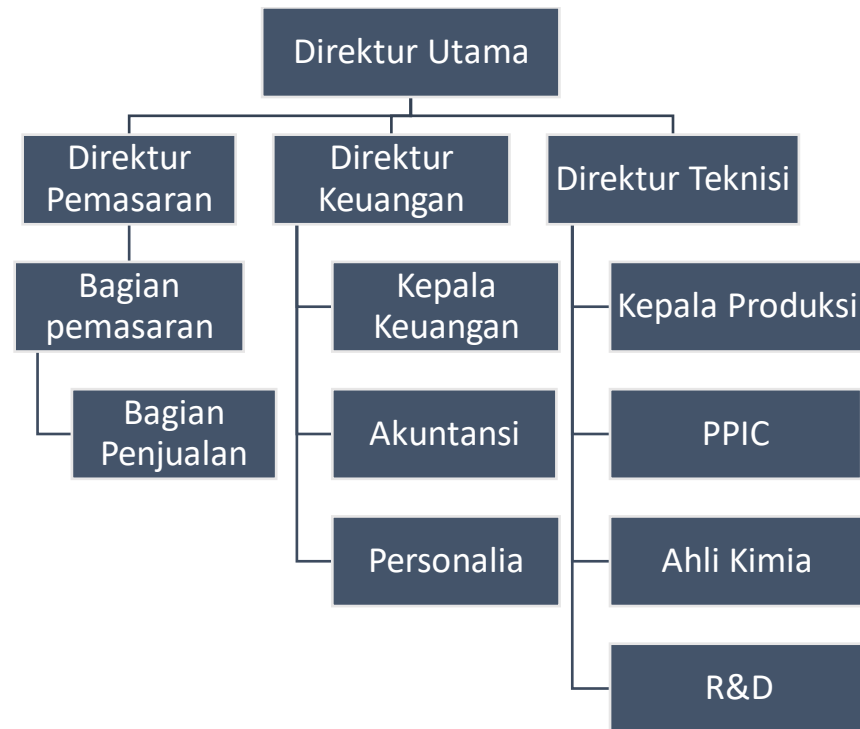 Direktur Utama
Direktur
Pemasaran
Bagian
pemasaran
Bagian
Penjualan
Direktur
Keuangan
Kepala
Keuangan
Akuntansi
Personalia
Direktur Teknisi
Kepala Produksi
PPIC
Ahli Kimia
R&D